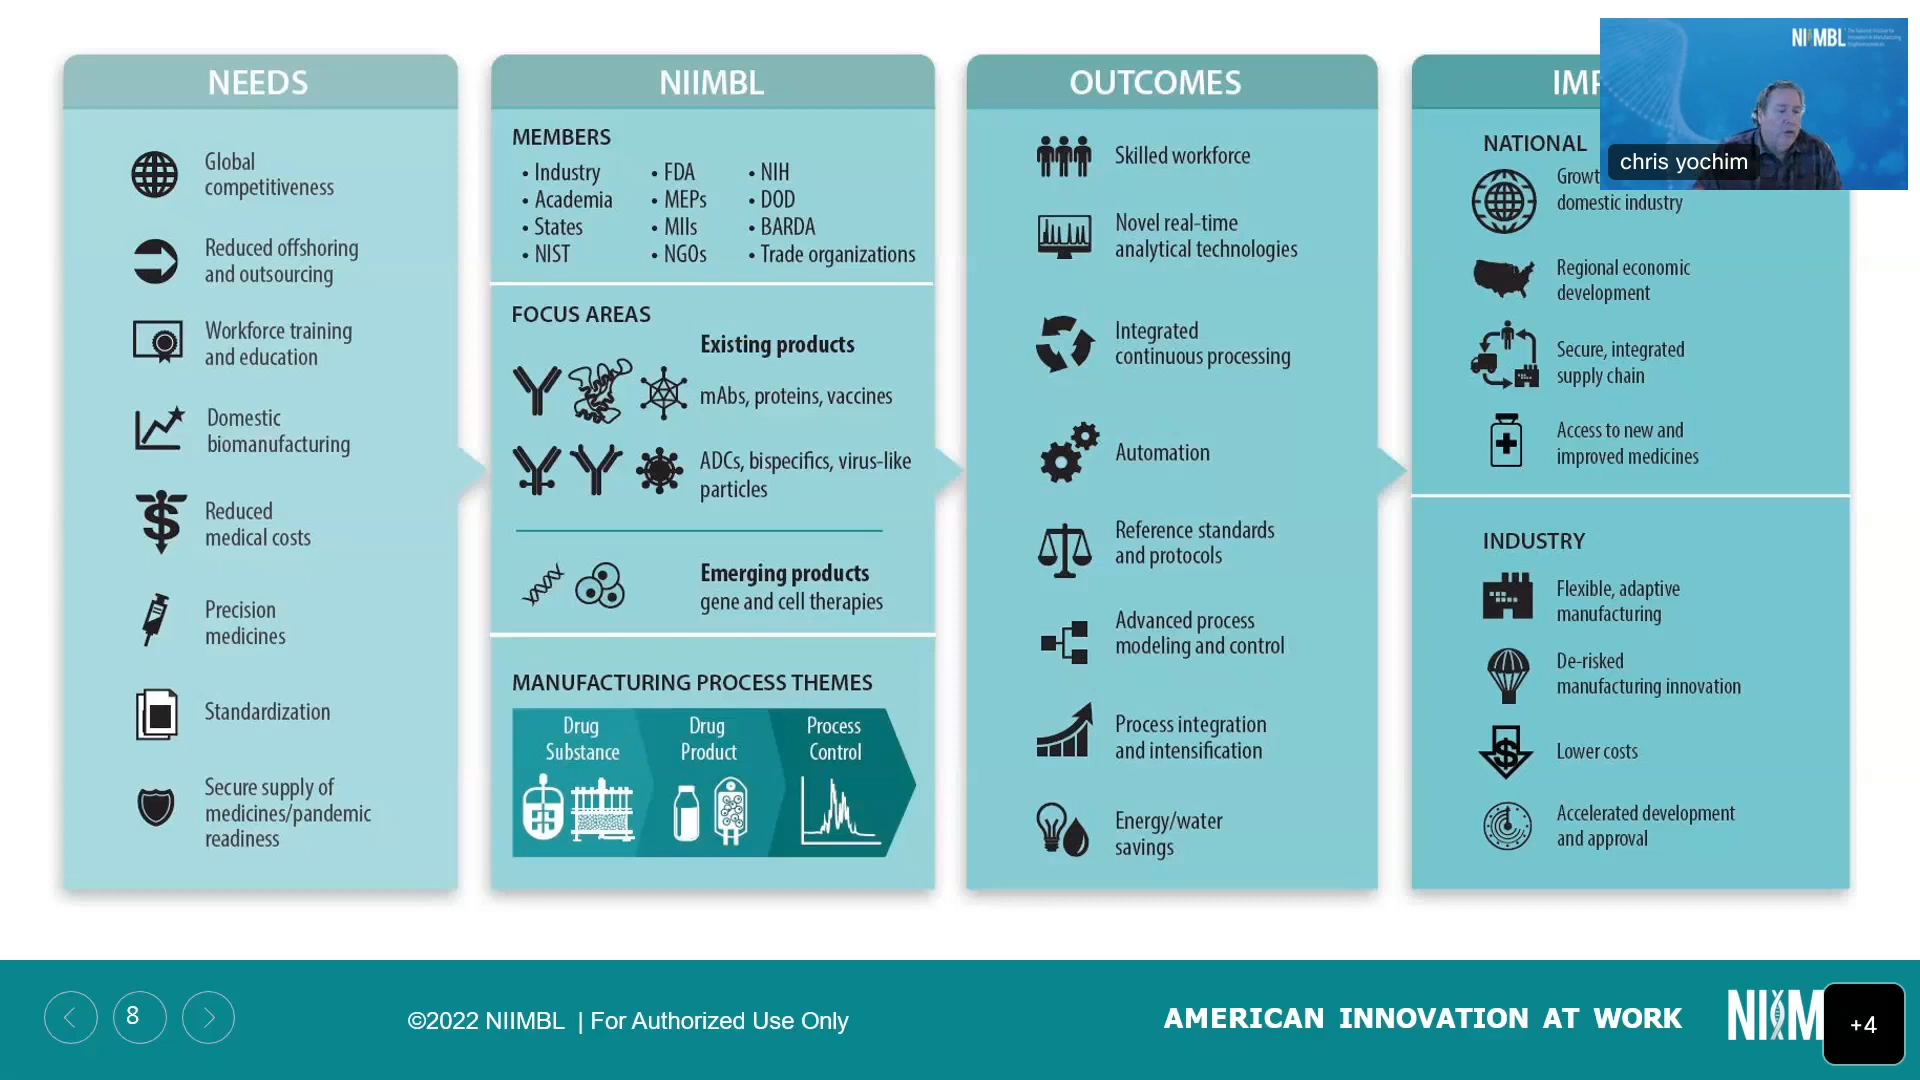 NEEDS
Global
competitiveness
Reduced offshoring
and outsourcing
Workforce training
and education
Domestic
biomanufacturing
Reduced
medical costs
Precision
medicines
Standardization
Secure supply of
medicines/pandemic
readiness
NIIMBL
MEMBERS
• Industry
• Academia
• States
• NIST
• FDA
• MEPs
• MIIs
• NGOs
• NIH
• DOD
• BARDA
• Trade organizations
FOCUS AREAS
Existing products
mAbs, proteins, vaccines
ADCs, bispecifics, virus-like
particles
Emerging products
gene and cell therapies
MANUFACTURING PROCESS THEMES
Drug
Substance
Drug
Product
Process
Control
OUTCOMES
Skilled workforce
Novel real-time
analytical technologies
Integrated
continuous processing
Automation
Reference standards
and protocols
Advanced process
modeling and control
Process integration
and intensification
Energy/water
savings
IMP
NATIONAL
Growt
domestic industry
Regional economic
development
Secure, integrated
supply chain
Access to new and
improved medicines
INDUSTRY
Flexible, adaptive
manufacturing
De-risked
manufacturing innovation
Lower costs
Accelerated development
and approval
NIIMBL
chris yochim
8
©2022 NIIMBL | For Authorized Use Only
AMERICAN INNOVATION AT WORK
NIIM
+4